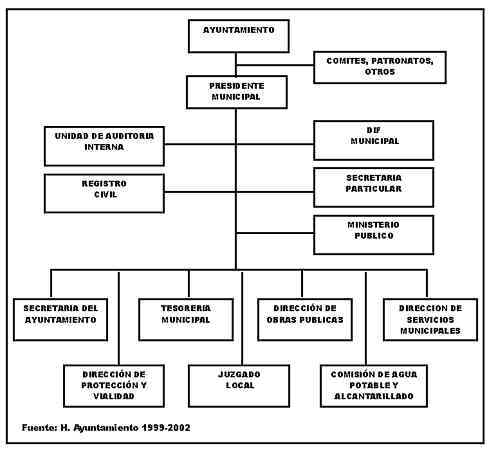 AYUNTAMIENTO
COMITES, PATRONATOS,
OTROS
PRESIDENTE
MUNICIPAL
UNIDAD DE AUDITORIA
INTERNA
DIF
MUNICIPAL
REGISTRO
CIVIL
SECRETARIA
PARTICULAR
MINISTERIO
PUBLICO
SECRETARIA DEL
AYUNTAMIENTO
TESORERIA
MUNICIPAL
DIRECCIÓN DE
OBRAS PUBLICAS
DIRECCION DE
SERVICIOS
MUNICIPALES
DIRECCIÓN DE
PROTECCIÓN Y
VIALIDAD
JUZGADO
LOCAL
COMISIÓN DE AGUA
POTABLE Y
ALCANTARILLADO
Fuente: H. Ayuntamiento 1999-2002